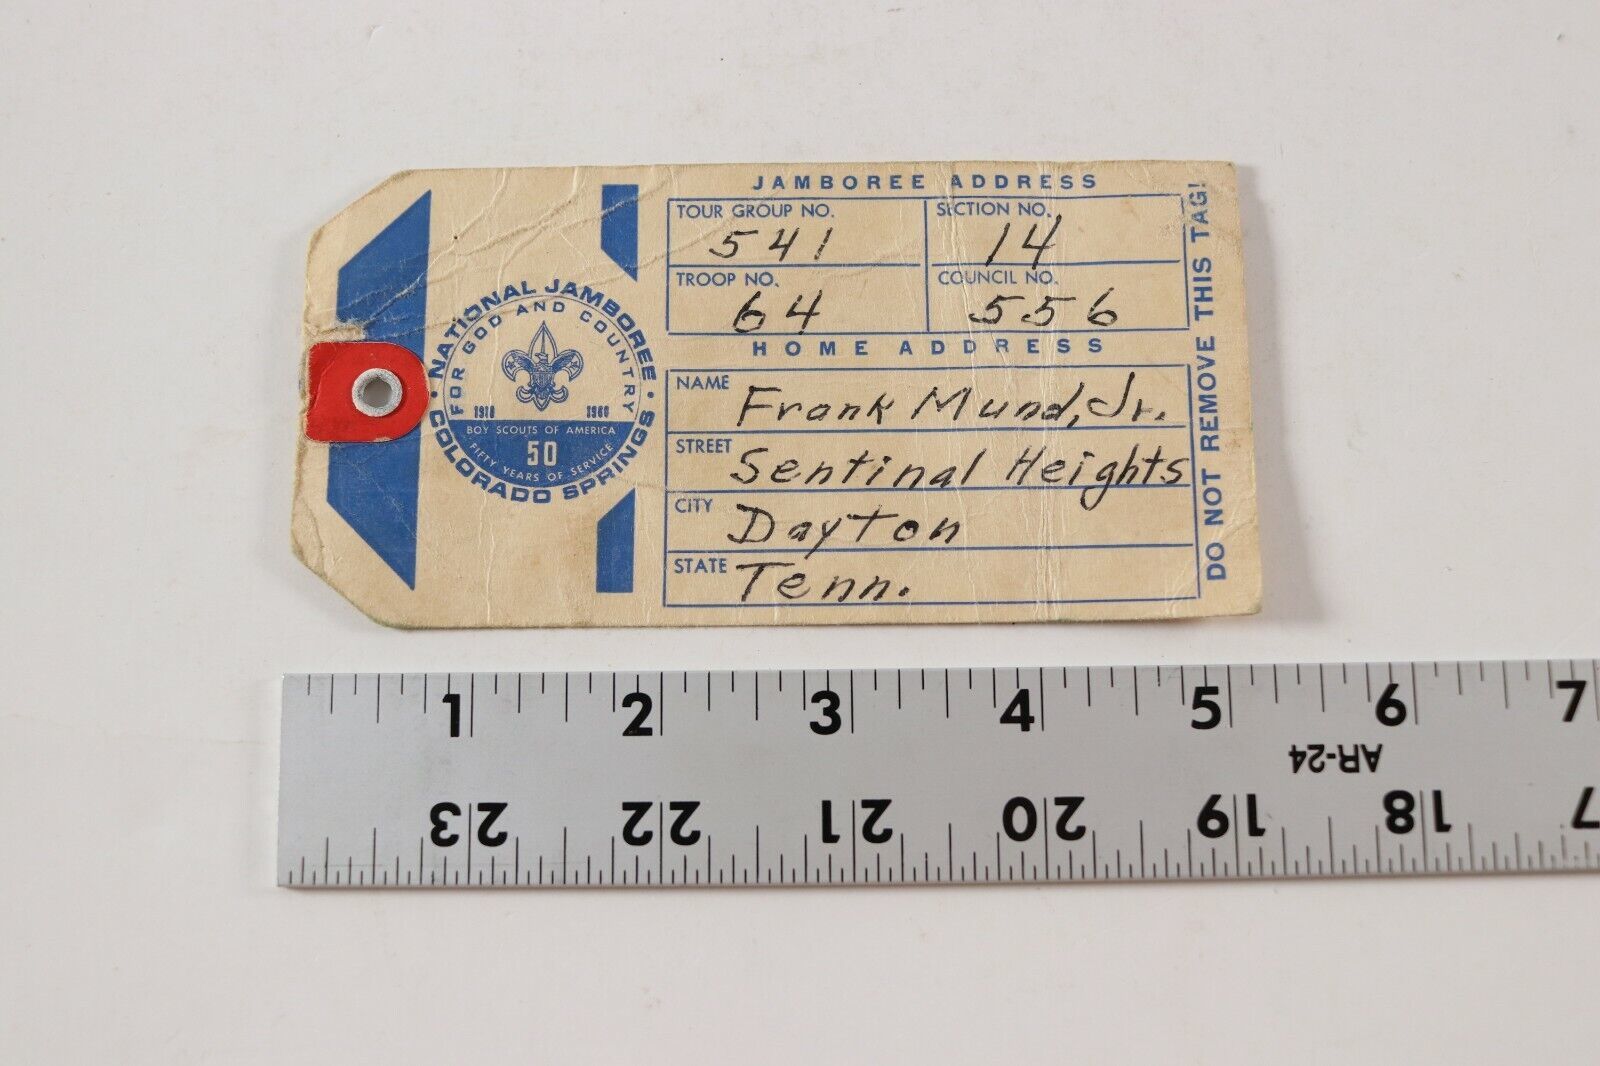 JAMBOREE ADDRESS
TOUR GROUP NO.
541
SECTION NO.
14
TROOP NO.
64
COUNCIL NO.
556
HOME ADDRESS
NAME Frank Mund, Jr.
STREET Sentinal Heights
CITY Dayton
STATE Tenn.
DO NOT REMOVE THIS TAG!
NATIONAL JAMBOREE
FOR GOD AND COUNTRY
1910 1960
BOY SCOUTS OF AMERICA
50
FIFTY YEARS OF SERVICE
• COLORADO SPRINGS •
1 2 3 4 5 6 7
AR-24
23 22 21 20 19 18 7